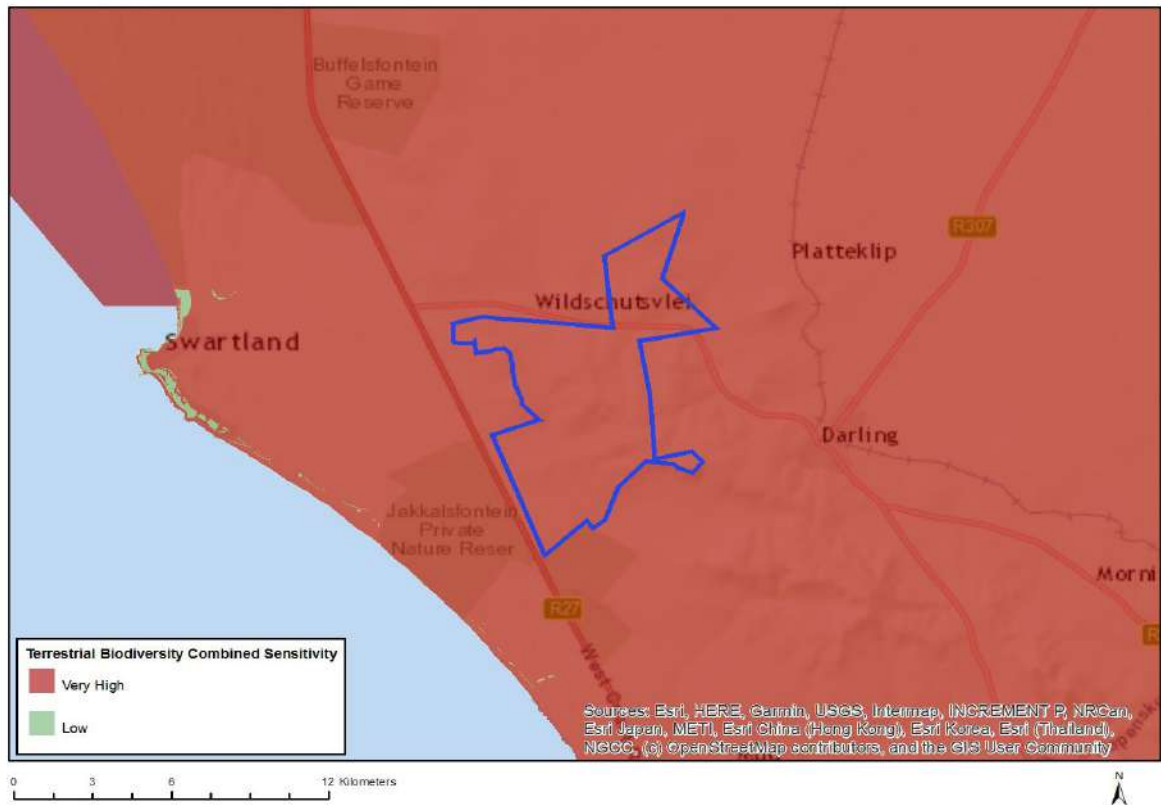 Buffelsfontein
Game
Reserve
R307
Platteklip
Wildschutsvlei
Swartland
Darling
Jakkalsfontein
Private
Nature Reser
Morni
R27
R
West-C
Terrestrial Biodiversity Combined Sensitivity
Very High
Low
Sources: Esri, HERE, Garmin, USGS, Intermap, INCREMENT P, NRCan,
Esri Japan, METI, Esri China (Hong Kong), Esri Korea, Esri (Thailand),
NGCC, (c) OpenStreetMap contributors, and the GIS User Community
0 3 6 12 Kilometers
N